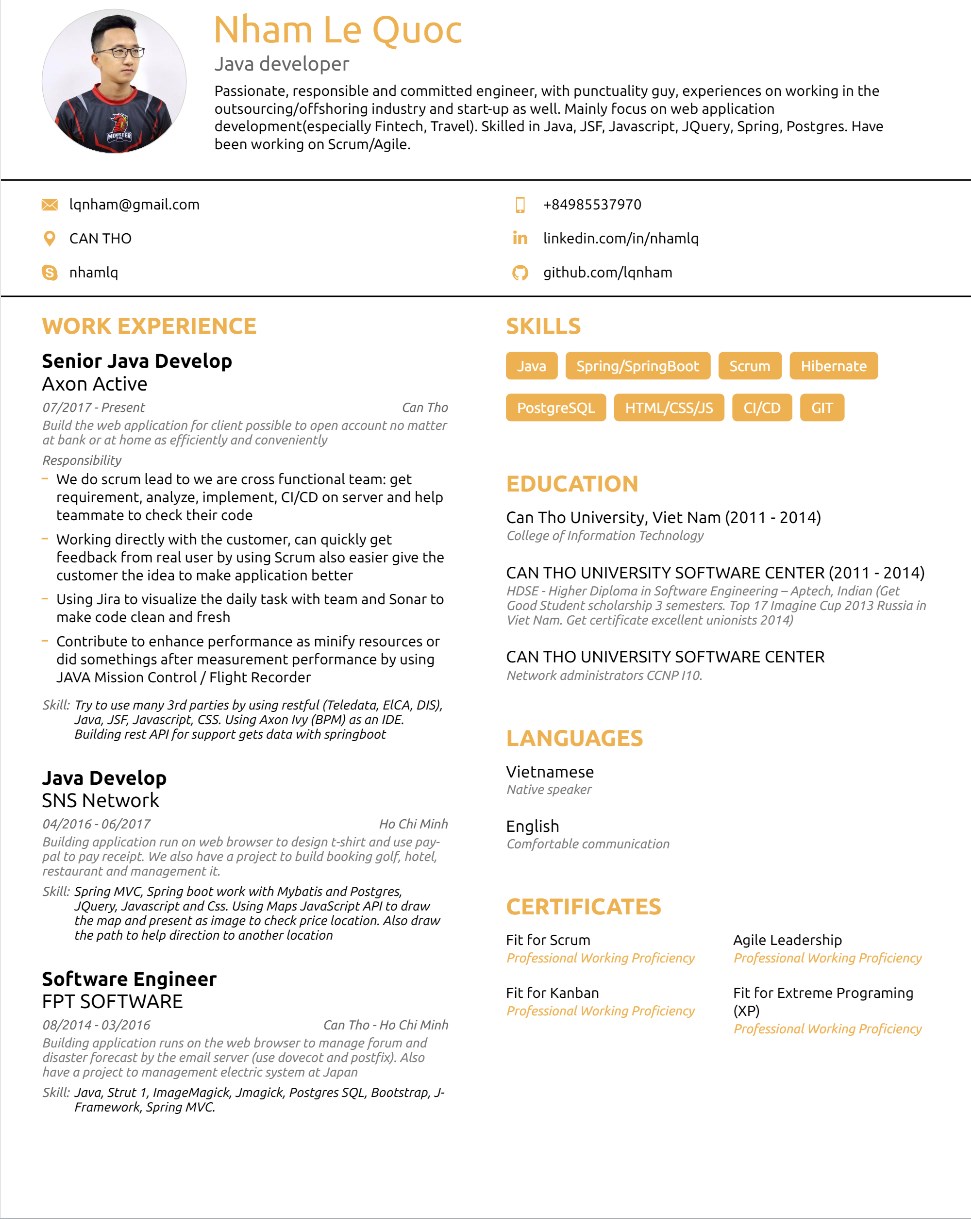 Nham Le Quoc
Java developer
Passionate, responsible and committed engineer, with punctuality guy, experiences on working in the
outsourcing/offshoring industry and start-up as well. Mainly focus on web application
development(especially Fintech, Travel). Skilled in Java, JSF, Javascript, JQuery, Spring, Postgres. Have
been working on Scrum/Agile.
lqnham@gmail.com
+84985537970
CAN THO
linkedin.com/in/nhamlq
nhamlq
github.com/lqnham
WORK EXPERIENCE
Senior Java Develop
Axon Active
07/2017 - Present Can Tho
Build the web application for client possible to open account no matter
at bank or at home as efficiently and conveniently
Responsibility
– We do scrum lead to we are cross functional team: get
requirement, analyze, implement, CI/CD on server and help
teammate to check their code
– Working directly with the customer, can quickly get
feedback from real user by using Scrum also easier give the
customer the idea to make application better
– Using Jira to visualize the daily task with team and Sonar to
make code clean and fresh
– Contribute to enhance performance as minify resources or
did somethings after measurement performance by using
JAVA Mission Control / Flight Recorder
Skill: Try to use many 3rd parties by using restful (Teledata, ElCA, DIS),
Java, JSF, Javascript, CSS. Using Axon Ivy (BPM) as an IDE.
Building rest API for support gets data with springboot
Java Develop
SNS Network
04/2016 - 06/2017 Ho Chi Minh
Building application run on web browser to design t-shirt and use pay-
pal to pay receipt. We also have a project to build booking golf, hotel,
restaurant and management it.
Skill: Spring MVC, Spring boot work with Mybatis and Postgres,
JQuery, Javascript and Css. Using Maps JavaScript API to draw
the map and present as image to check price location. Also draw
the path to help direction to another location
Software Engineer
FPT SOFTWARE
08/2014 - 03/2016 Can Tho - Ho Chi Minh
Building application runs on the web browser to manage forum and
disaster forecast by the email server (use dovecot and postfix). Also
have a project to management electric system at Japan
Skill: Java, Strut 1, ImageMagick, Jmagick, Postgres SQL, Bootstrap, J-
Framework, Spring MVC.
SKILLS
Java Spring/SpringBoot Scrum Hibernate
PostgreSQL HTML/CSS/JS CI/CD GIT
EDUCATION
Can Tho University, Viet Nam (2011 - 2014)
College of Information Technology
CAN THO UNIVERSITY SOFTWARE CENTER (2011 - 2014)
HDSE - Higher Diploma in Software Engineering – Aptech, Indian (Get
Good Student scholarship 3 semesters. Top 17 Imagine Cup 2013 Russia in
Viet Nam. Get certificate excellent unionists 2014)
CAN THO UNIVERSITY SOFTWARE CENTER
Network administrators CCNP I10.
LANGUAGES
Vietnamese
Native speaker
English
Comfortable communication
CERTIFICATES
Fit for Scrum
Professional Working Proficiency
Agile Leadership
Professional Working Proficiency
Fit for Kanban
Professional Working Proficiency
Fit for Extreme Programing
(XP)
Professional Working Proficiency